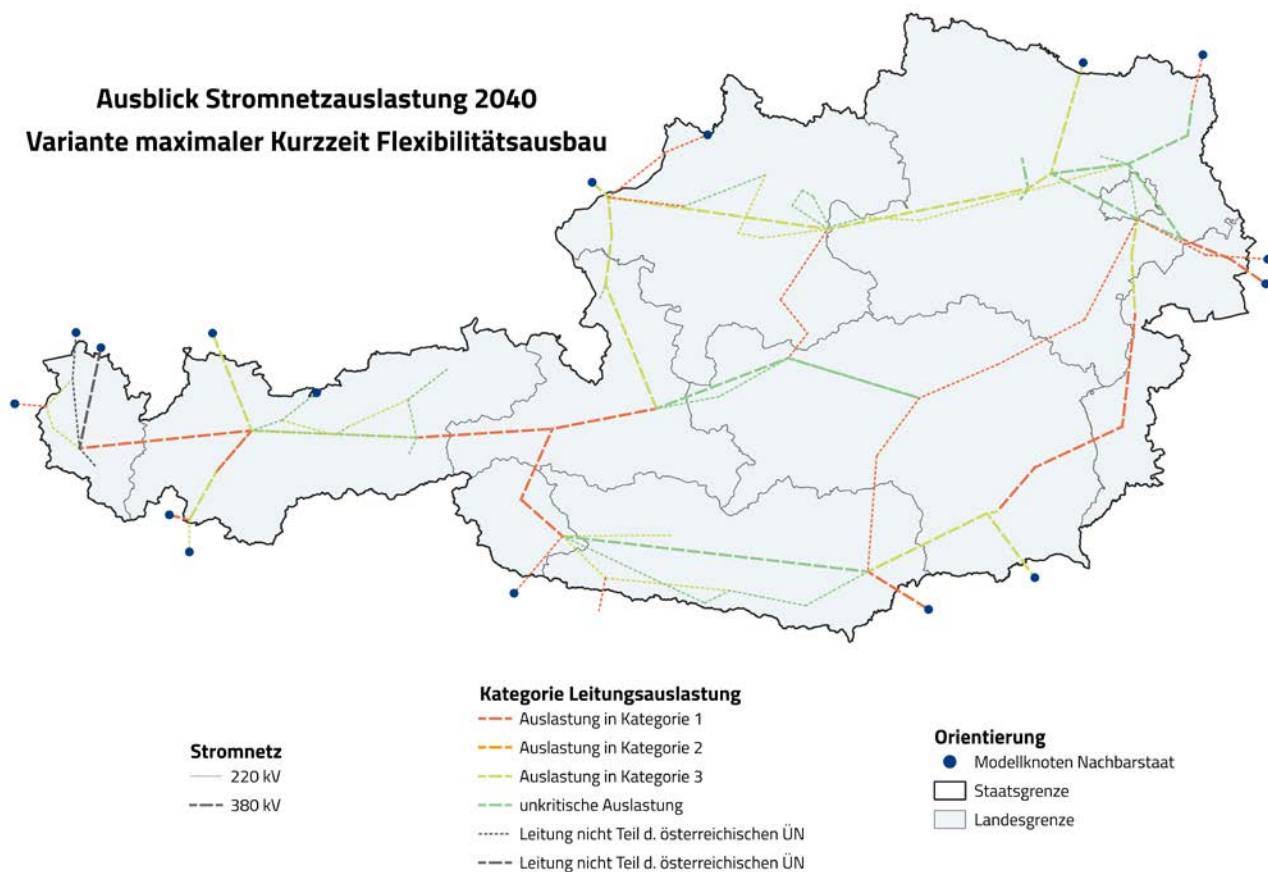 Ausblick Stromnetzauslastung 2040
Variante maximaler Kurzzeit Flexibilitätsausbau
Stromnetz
220 kV
380 kV
Kategorie Leitungsauslastung
Auslastung in Kategorie 1
Auslastung in Kategorie 2
Auslastung in Kategorie 3
unkritische Auslastung
Leitung nicht Teil d. österreichischen ÜN
Leitung nicht Teil d. österreichischen ÜN
Orientierung
Modellknoten Nachbarstaat
Staatsgrenze
Landesgrenze